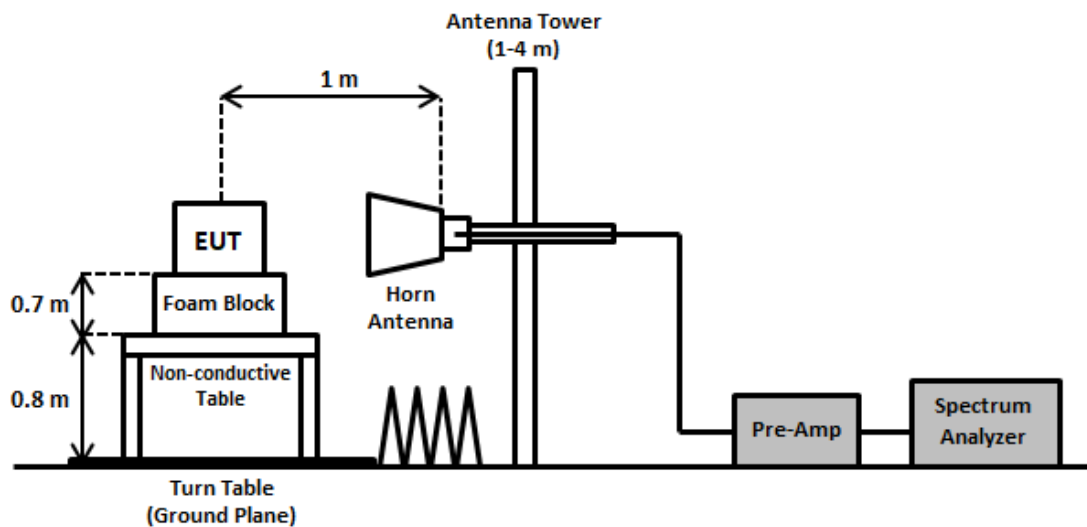 Antenna Tower
(1-4 m)
1 m
EUT
0.7 m
Foam Block
Horn
Antenna
0.8 m
Non-conductive
Table
Pre-Amp
Spectrum
Analyzer
Turn Table
(Ground Plane)